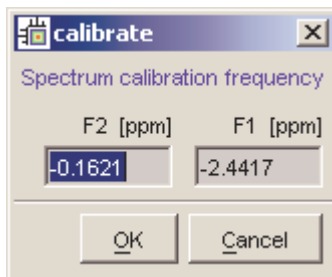 calibrate
Spectrum calibration frequency
F2 [ppm] F1 [ppm]
-0.1621 -2.4417
OK Cancel